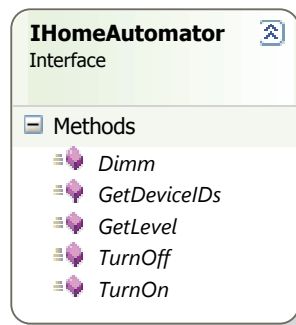 IHomeAutomator
Interface
Methods
Dimm
GetDeviceIDs
GetLevel
TurnOff
TurnOn